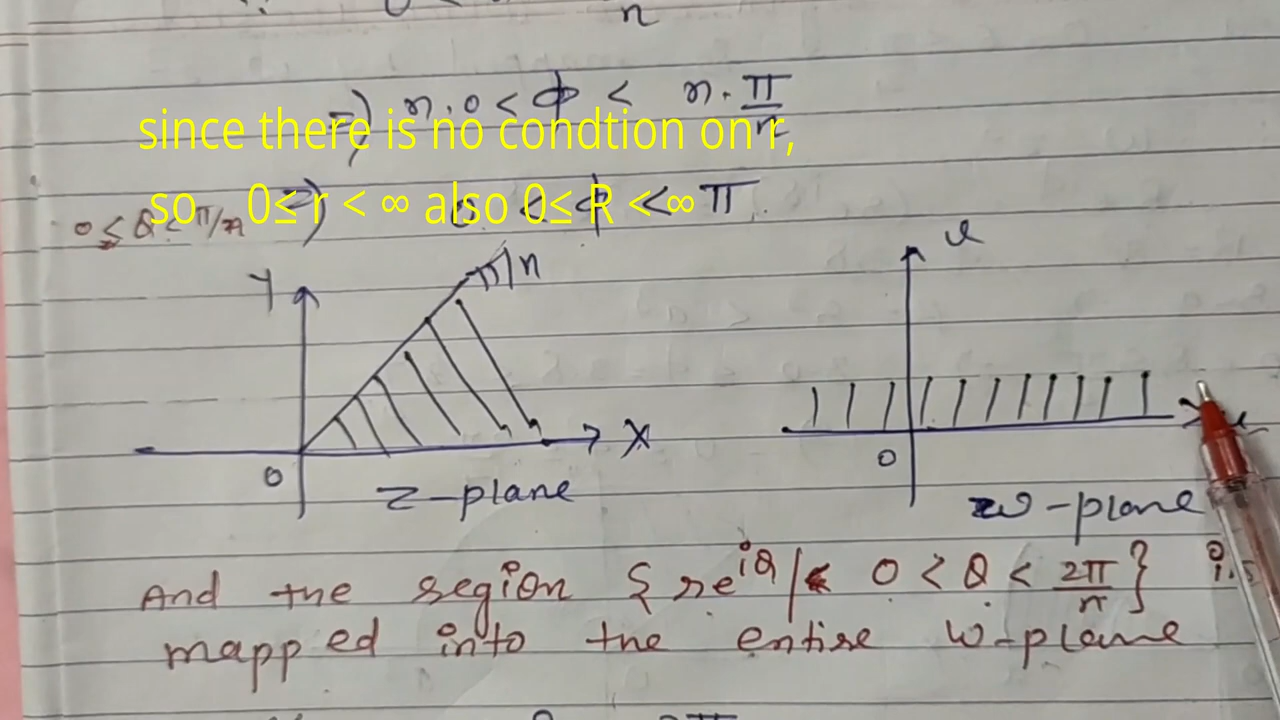 n
⇒ n.0 < ϕ < n.π/n
since there is no condtion on r,
so 0≤ r < ∞ also 0≤ R < ∞
⇒ 0 < ϕ < π
0 ≤ θ < π/n
Y
π/n
v
X
0
0
Z-plane
w-plane
And the region { re^{iθ} / 0 < θ < 2π/n } is
mapped into the entire W-plane